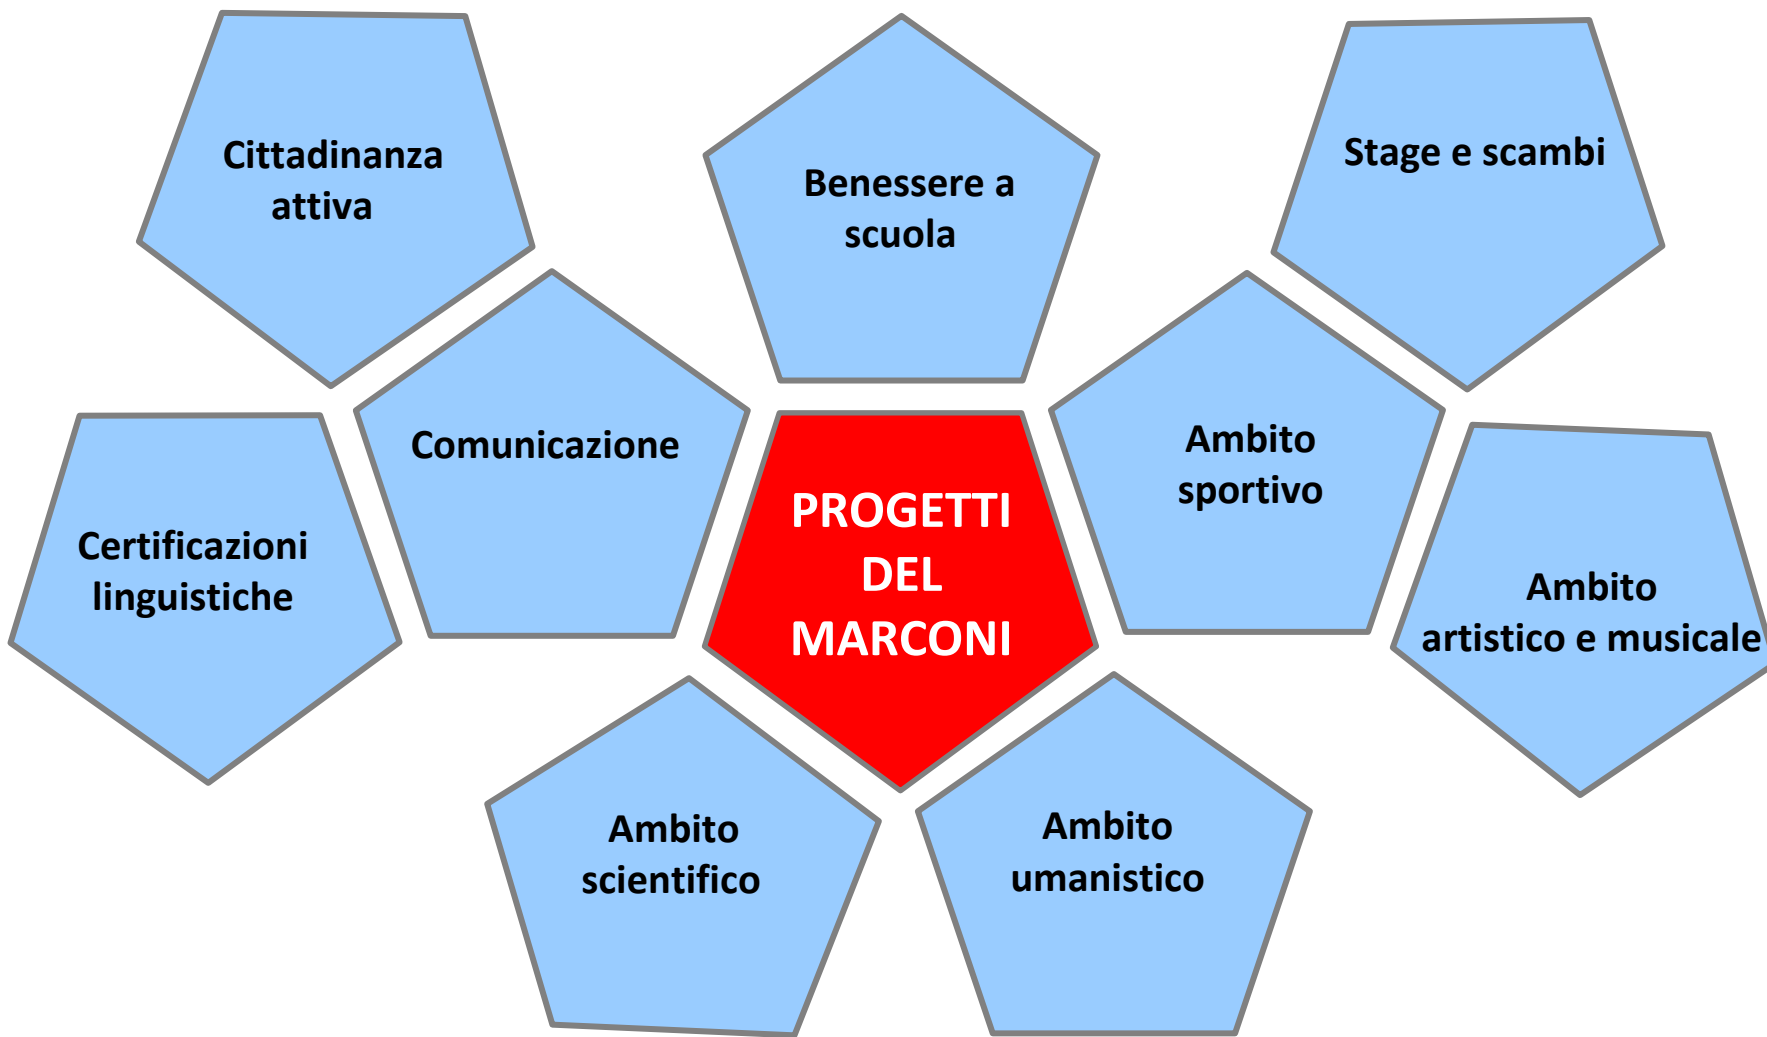 Cittadinanza
attiva
Benessere a
scuola
Stage e scambi
Comunicazione
Ambito
sportivo
Certificazioni
linguistiche
PROGETTI
DEL
MARCONI
Ambito
artistico e musicale
Ambito
scientifico
Ambito
umanistico